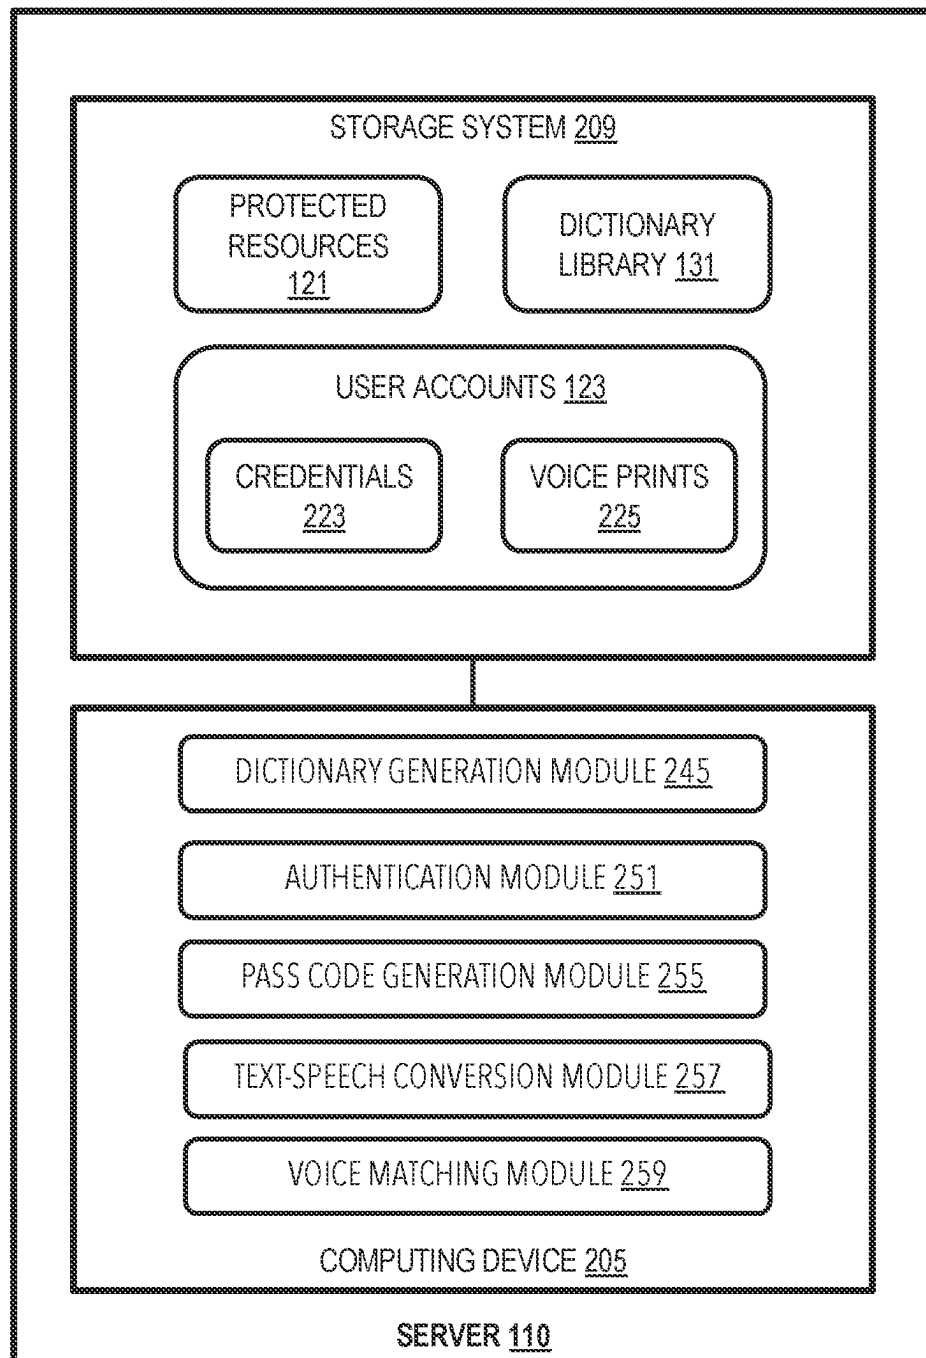 STORAGE SYSTEM 209
PROTECTED
RESOURCES
121
DICTIONARY
LIBRARY 131
USER ACCOUNTS 123
CREDENTIALS
223
VOICE PRINTS
225
DICTIONARY GENERATION MODULE 245
AUTHENTICATION MODULE 251
PASS CODE GENERATION MODULE 255
TEXT-SPEECH CONVERSION MODULE 257
VOICE MATCHING MODULE 259
COMPUTING DEVICE 205
SERVER 110